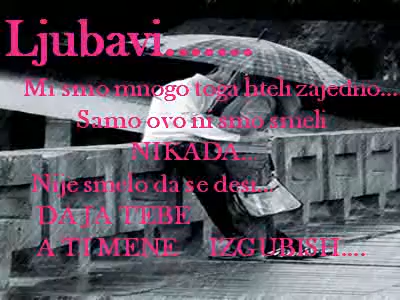 Ljubavi.......
Mi smo mnogo toga hteli zajedno...
Samo ovo ni smo smeli
NIKADA...
Nije smelo da se desi...
DA JA TEBE
A TI MENE IZGUBISH....